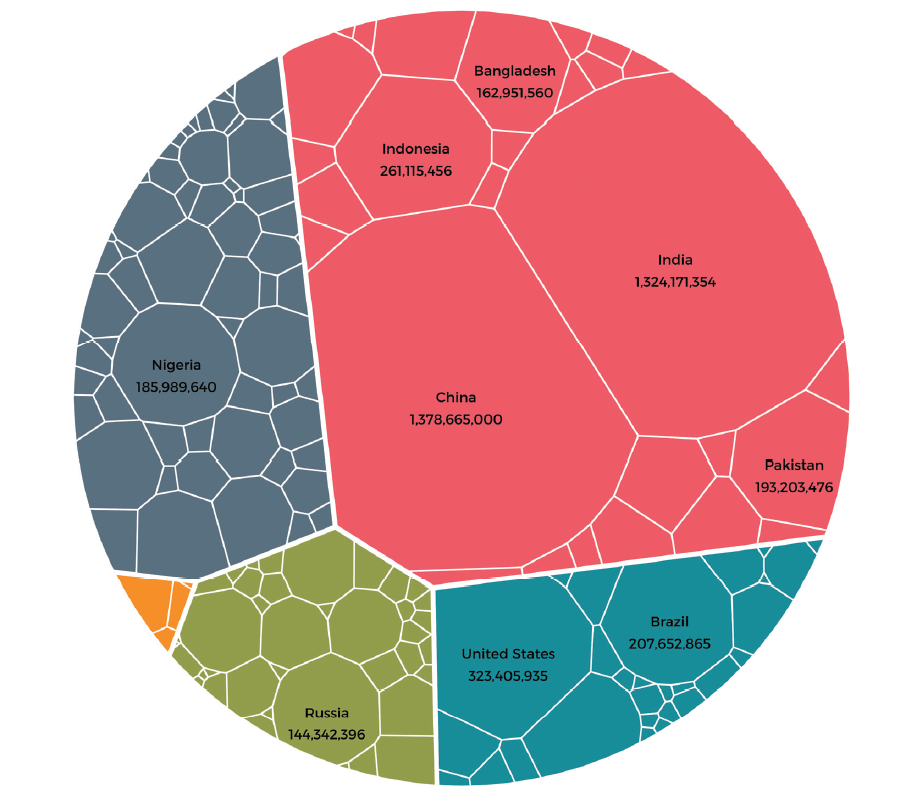 Bangladesh
162,951,560
Indonesia
261,115,456
India
1,324,171,354
Nigeria
185,989,640
China
1,378,665,000
Pakistan
193,203,476
Brazil
207,652,865
United States
323,405,935
Russia
144,342,396